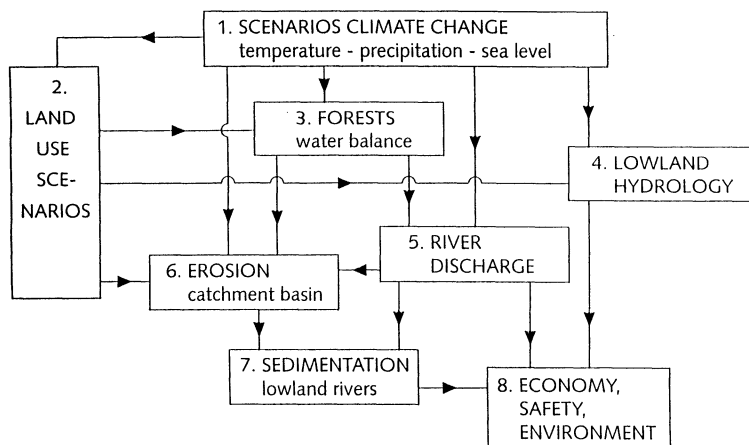 1. SCENARIOS CLIMATE CHANGE
temperature - precipitation - sea level
2.
LAND
USE
SCE-
NARIOS
3. FORESTS
water balance
4. LOWLAND
HYDROLOGY
5. RIVER
DISCHARGE
6. EROSION
catchment basin
7. SEDIMENTATION
lowland rivers
8. ECONOMY,
SAFETY,
ENVIRONMENT